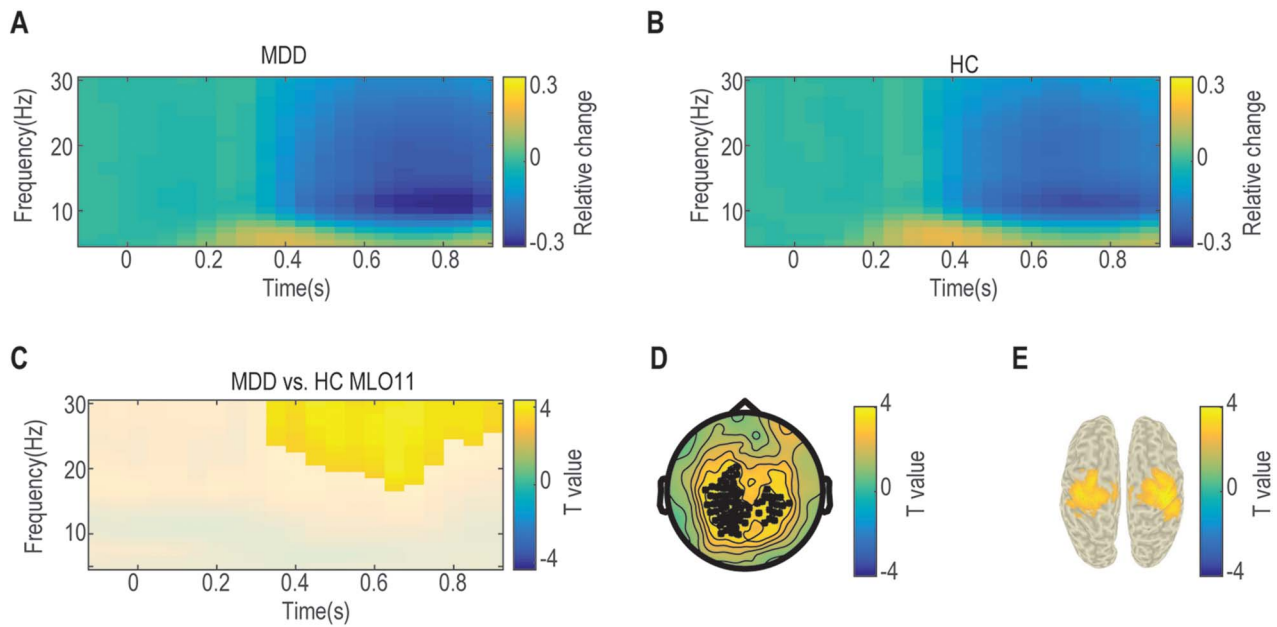 A
B
MDD
HC
30
20
10
Frequency(Hz)
0
0.2
0.4
0.6
0.8
Time(s)
0.3
0
-0.3
Relative change
30
20
10
Frequency(Hz)
0
0.2
0.4
0.6
0.8
Time(s)
0.3
0
-0.3
Relative change
C
D
E
MDD vs. HC MLO11
30
20
10
Frequency(Hz)
0
0.2
0.4
0.6
0.8
Time(s)
4
0
-4
T value
4
0
-4
T value
4
0
-4
T value